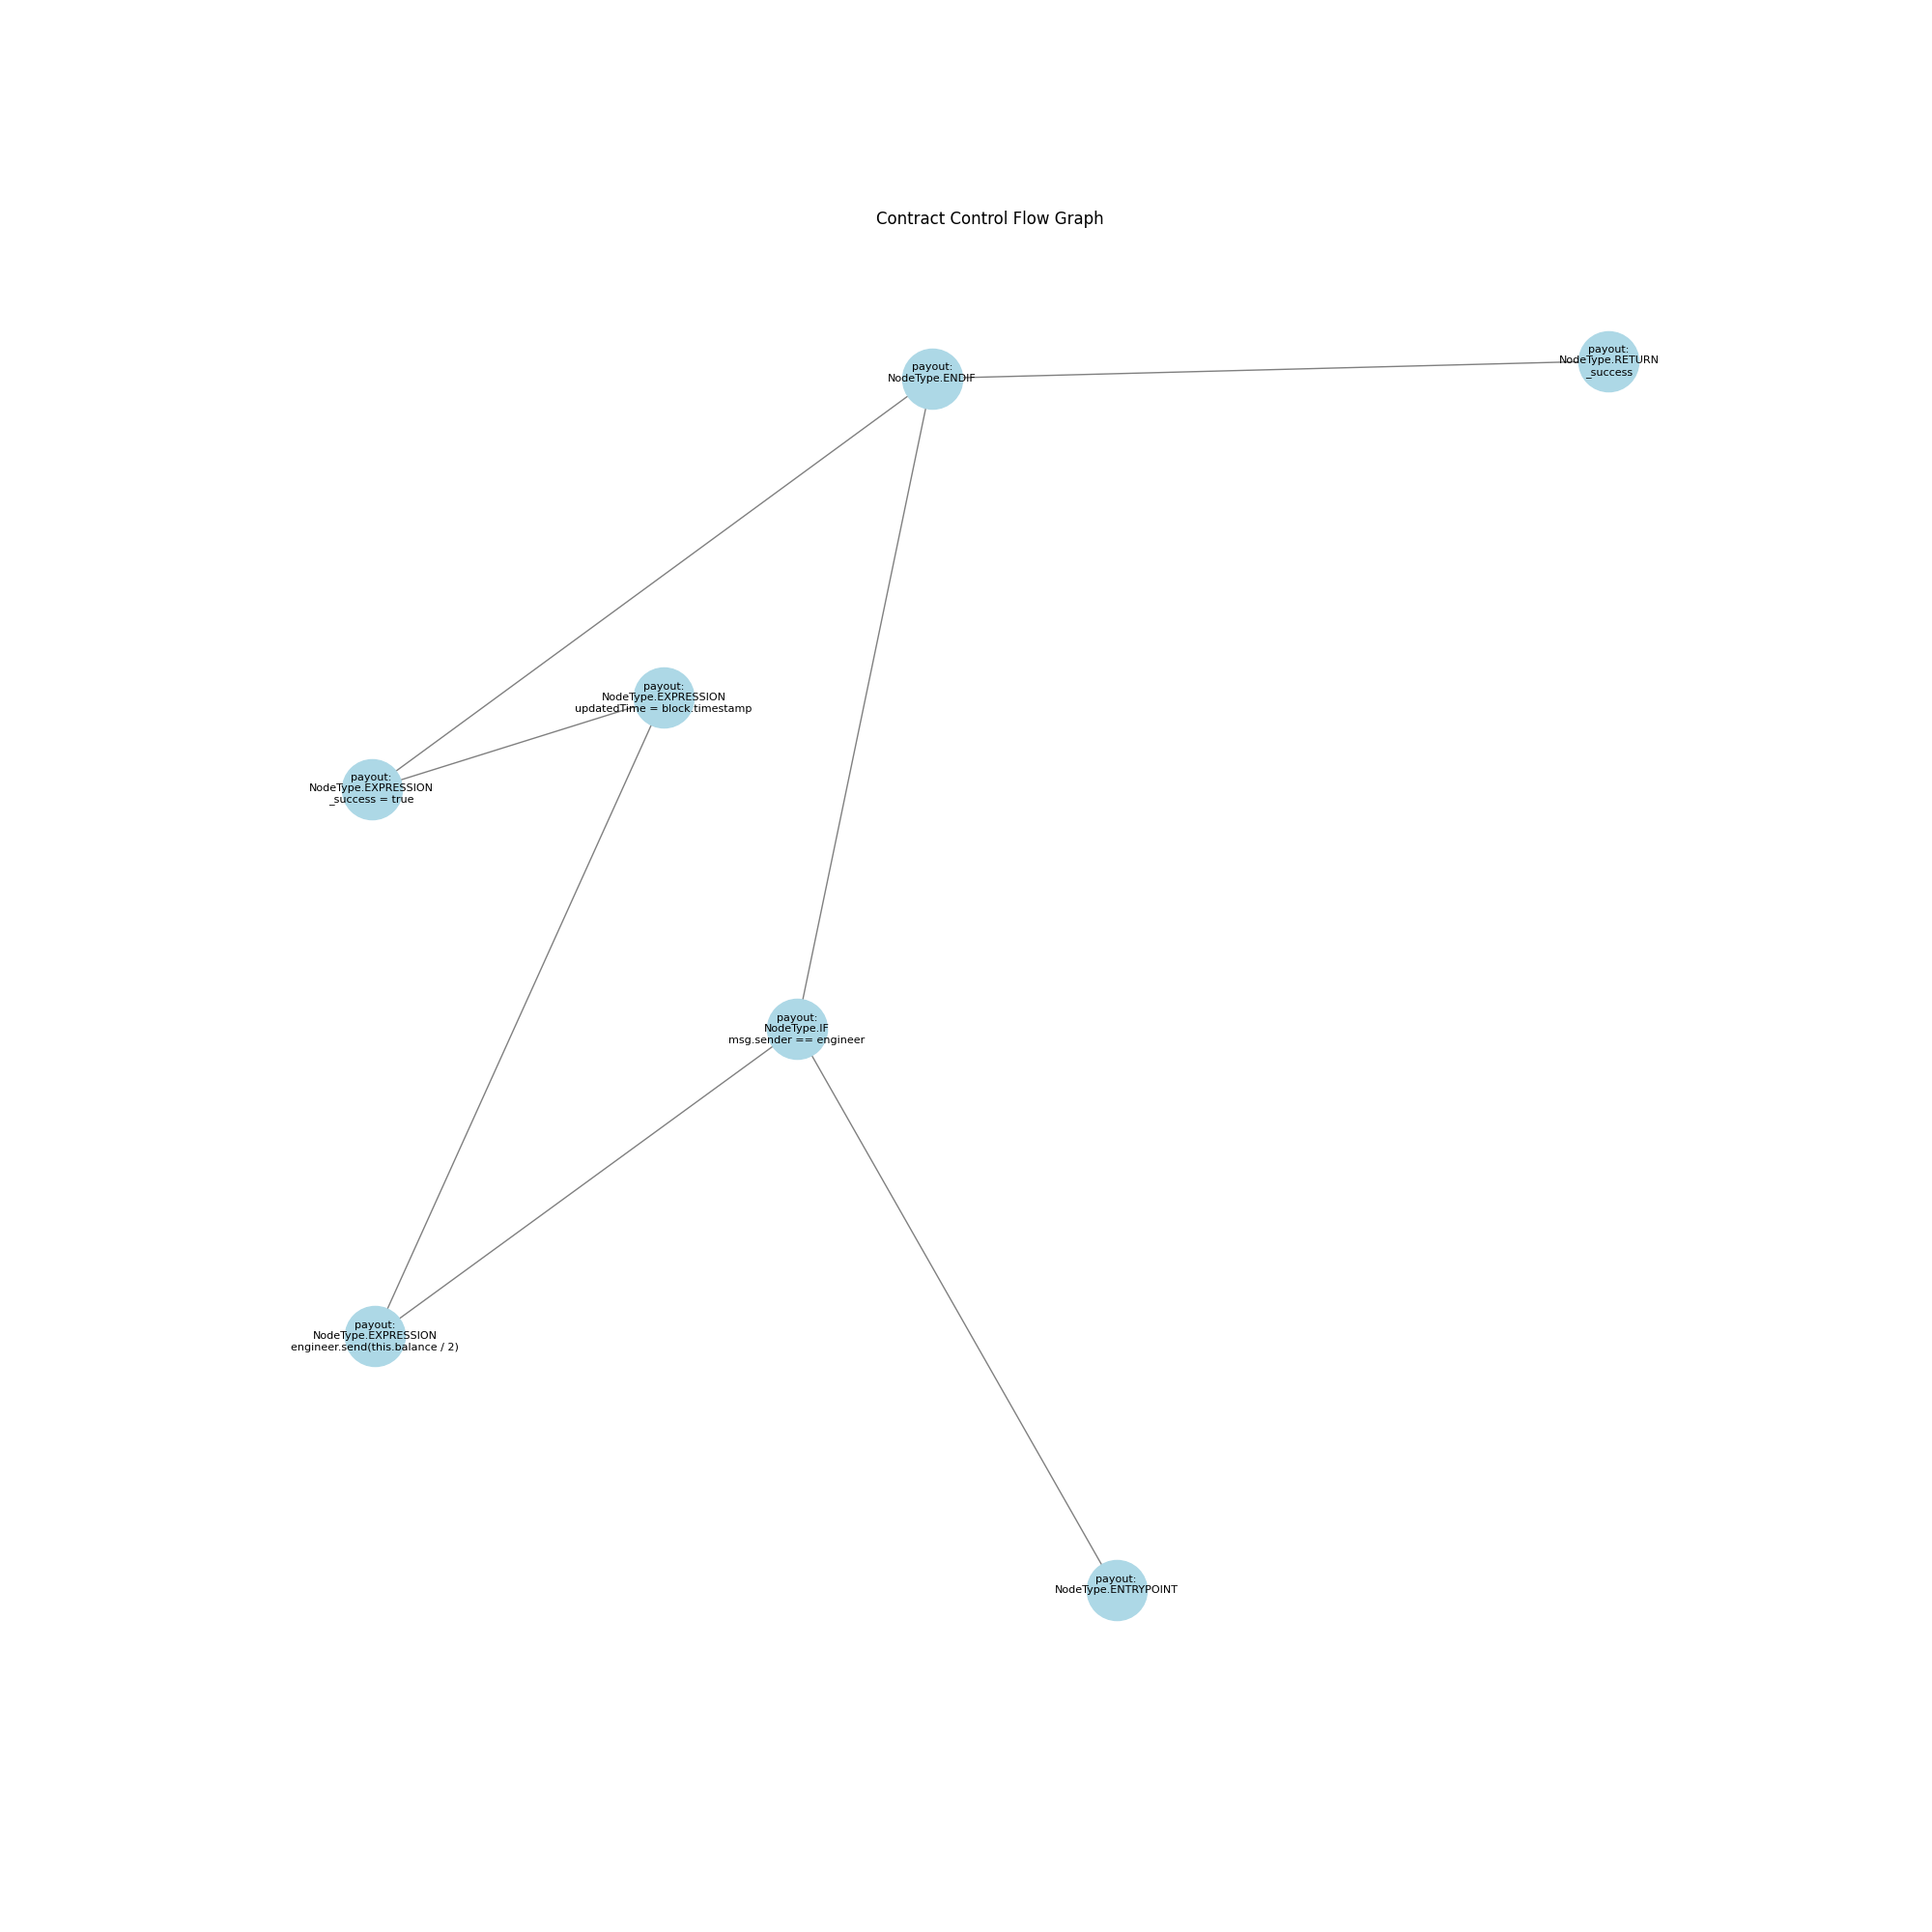 Contract Control Flow Graph
payout:
NodeType.RETURN
_success
payout:
NodeType.ENDIF
payout:
NodeType.EXPRESSION
updatedTime = block.timestamp
payout:
NodeType.EXPRESSION
_success = true
payout:
NodeType.IF
msg.sender == engineer
payout:
NodeType.EXPRESSION
engineer.send(this.balance / 2)
payout:
NodeType.ENTRYPOINT